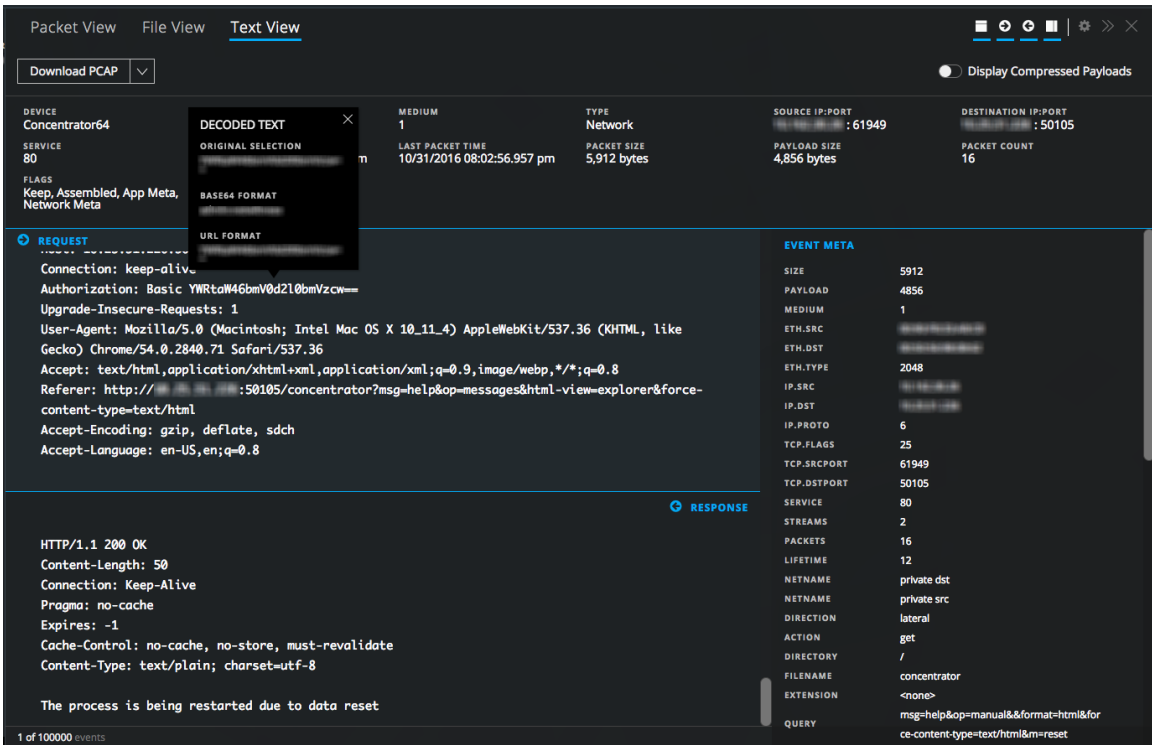 Packet View File View Text View
Download PCAP
Display Compressed Payloads
DEVICE
Concentrator64
MEDIUM
1
TYPE
Network
SOURCE IP:PORT
: 61949
DESTINATION IP:PORT
: 50105
SERVICE
80
m
LAST PACKET TIME
10/31/2016 08:02:56.957 pm
PACKET SIZE
5,912 bytes
PAYLOAD SIZE
4,856 bytes
PACKET COUNT
16
FLAGS
Keep, Assembled, App Meta,
Network Meta
DECODED TEXT
ORIGINAL SELECTION
BASE64 FORMAT
URL FORMAT
REQUEST
Connection: keep-alive
Authorization: Basic YWRtaW46bmV0d2l0bmVzcw==
Upgrade-Insecure-Requests: 1
User-Agent: Mozilla/5.0 (Macintosh; Intel Mac OS X 10_11_4) AppleWebKit/537.36 (KHTML, like
Gecko) Chrome/54.0.2840.71 Safari/537.36
Accept: text/html,application/xhtml+xml,application/xml;q=0.9,image/webp,*/*;q=0.8
Referer: http:// :50105/concentrator?msg=help&op=messages&html-view=explorer&force-
content-type=text/html
Accept-Encoding: gzip, deflate, sdch
Accept-Language: en-US,en;q=0.8
RESPONSE
HTTP/1.1 200 OK
Content-Length: 50
Connection: Keep-Alive
Pragma: no-cache
Expires: -1
Cache-Control: no-cache, no-store, must-revalidate
Content-Type: text/plain; charset=utf-8
The process is being restarted due to data reset
1 of 100000 events
EVENT META
SIZE 5912
PAYLOAD 4856
MEDIUM 1
ETH.SRC
ETH.DST
ETH.TYPE 2048
IP.SRC
IP.DST
IP.PROTO 6
TCP.FLAGS 25
TCP.SRCPORT 61949
TCP.DSTPORT 50105
SERVICE 80
STREAMS 2
PACKETS 16
LIFETIME 12
NETNAME private dst
NETNAME private src
DIRECTION lateral
ACTION get
DIRECTORY /
FILENAME concentrator
EXTENSION <none>
QUERY msg=help&op=manual&&format=html&for
ce-content-type=text/html&m=reset